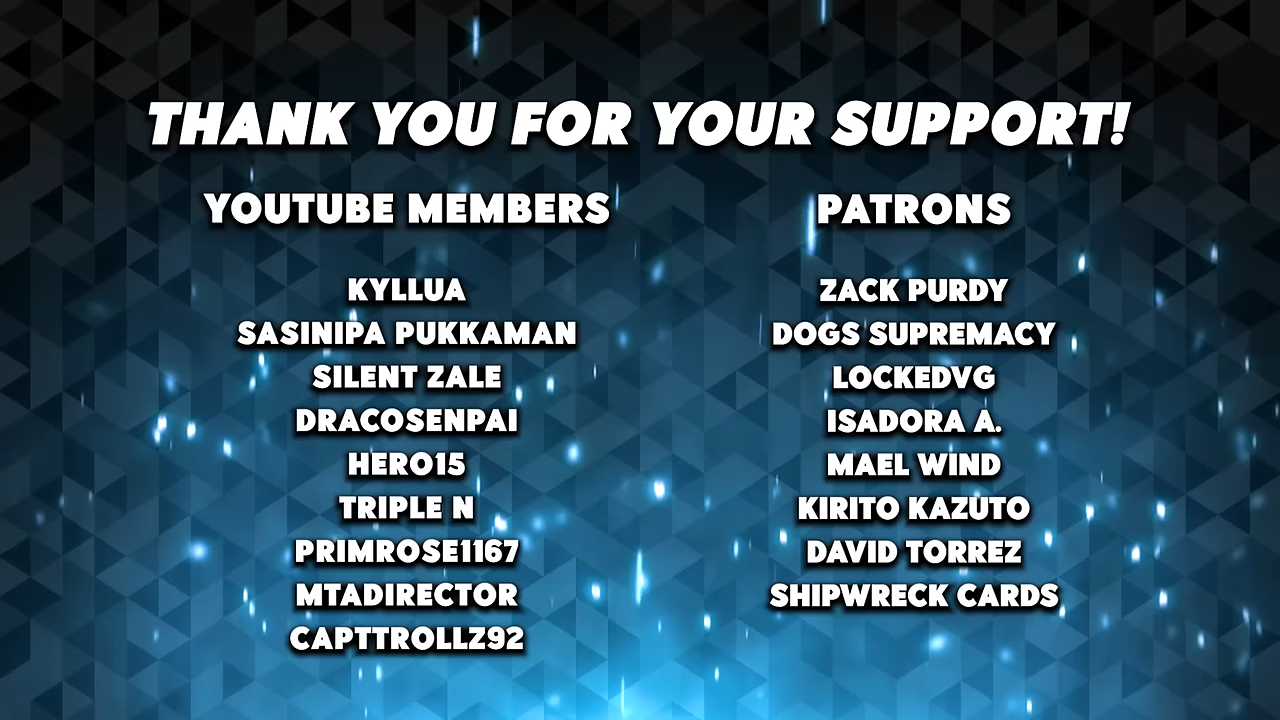 THANK YOU FOR YOUR SUPPORT!
YOUTUBE MEMBERS
KYLLUA
SASINIPA PUKKAMAN
SILENT ZALE
DRACOSENPAI
HERO15
TRIPLE N
PRIMROSE1167
MTADIRECTOR
CAPTTROLLZ92
PATRONS
ZACK PURDY
DOGS SUPREMACY
LOCKEDVG
ISADORA A.
MAEL WIND
KIRITO KAZUTO
DAVID TORREZ
SHIPWRECK CARDS